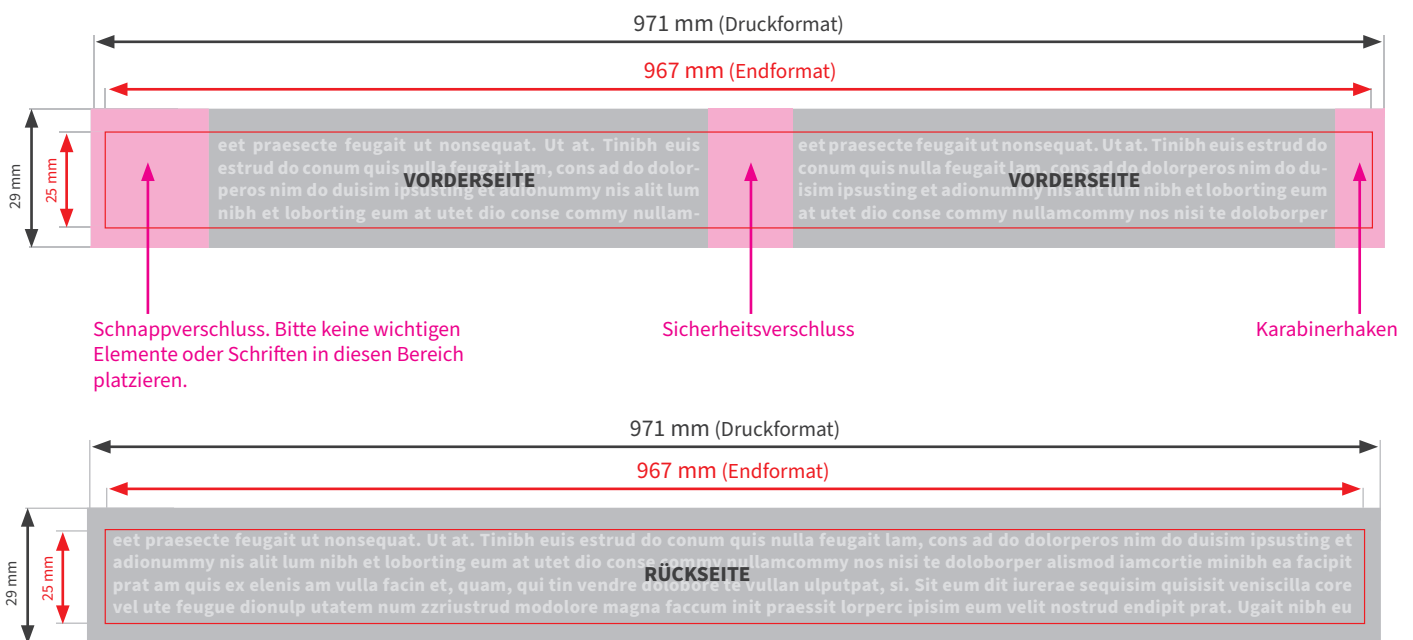 971 mm (Druckformat)
967 mm (Endformat)
29 mm
25 mm
eet praesecte feugait ut nonsequat. Ut at. Tinibh euis
estrud do conum quis nulla feugait lam, cons ad do dolor-
peros nim do duisim ipsusting et adionummy nis alit lum
nibh et loborting eum at utet dio conse commy nullam-
VORDERSEITE
eet praesecte feugait ut nonsequat. Ut at. Tinibh euis estrud do
conum quis nulla feugait lam, cons ad do dolorperos nim do du-
isim ipsusting et adionummy nis alit lum nibh et loborting eum
at utet dio conse commy nullamcommy nos nisi te doloborper
VORDERSEITE
Schnappverschluss. Bitte keine wichtigen
Elemente oder Schriften in diesen Bereich
platzieren.
Sicherheitsverschluss
Karabinerhaken
971 mm (Druckformat)
967 mm (Endformat)
29 mm
25 mm
eet praesecte feugait ut nonsequat. Ut at. Tinibh euis estrud do conum quis nulla feugait lam, cons ad do dolorperos nim do duisim ipsusting et
adionummy nis alit lum nibh et loborting eum at utet dio conse commy nullamcommy nos nisi te doloborper alismod iamcortie minibh ea facipit
prat am quis ex elenis am vulla facin et, quam, qui tin vendre dolobore te vullan ulputpat, si. Sit eum dit iurerae sequisim quisisit veniscilla core
vel ute feugue dionulp utatem num zzriustrud modolore magna faccum init praessit lorperc ipisim eum velit nostrud endipit prat. Ugait nibh eu
RÜCKSEITE